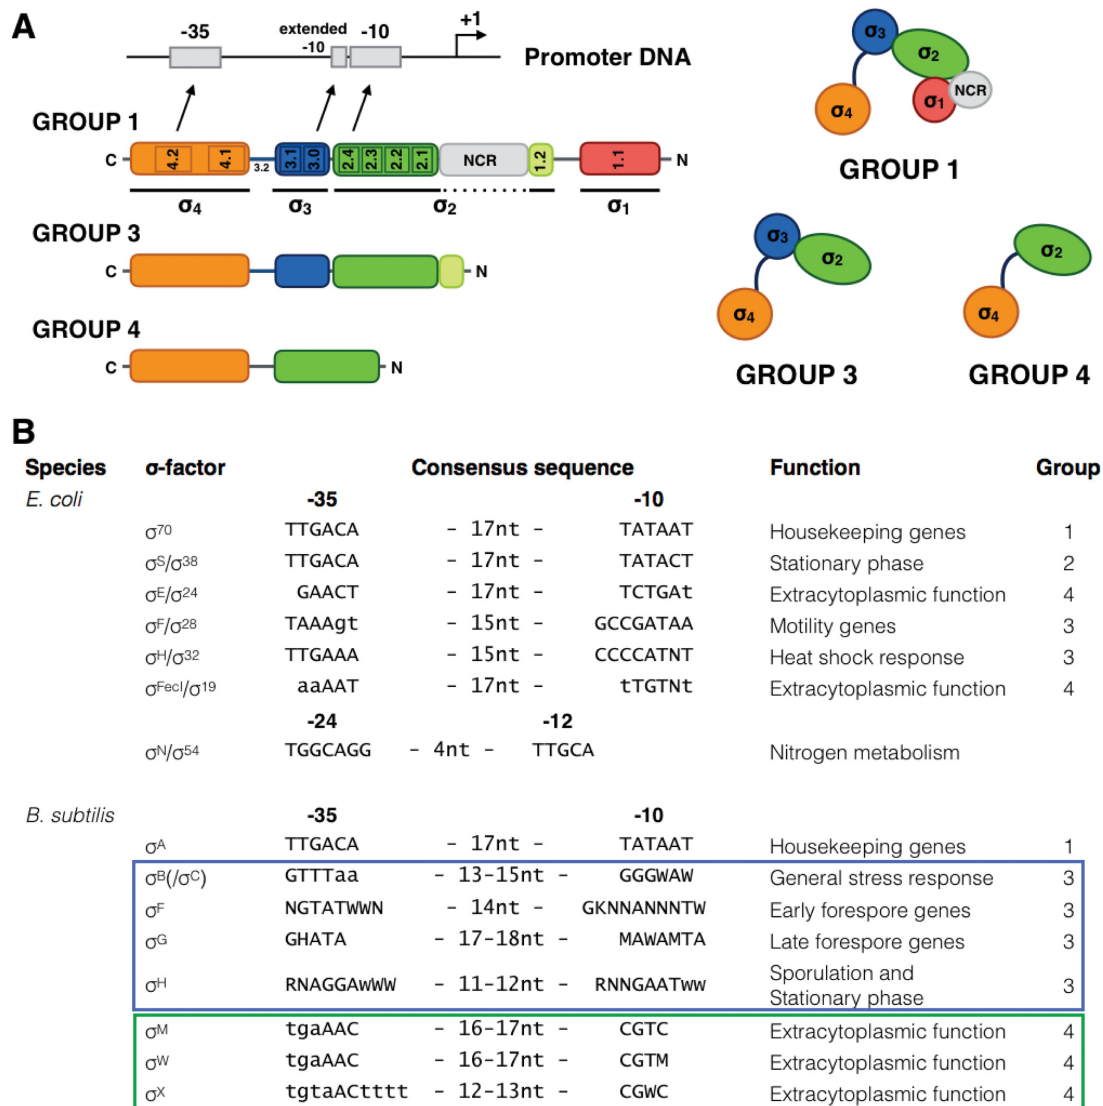 A
-35 extended -10 -10 +1
Promoter DNA
GROUP 1
C 4.2 4.1 3.2 3.1 3.0 2.4 2.3 2.2 2.1 NCR 1.2 1.1 N
σ4 σ3 σ2 σ1
GROUP 3
C N
GROUP 4
C N
σ3 σ2 σ1 NCR σ4
GROUP 1
σ3 σ2 σ4
GROUP 3
σ2 σ4
GROUP 4
B
Species σ-factor Consensus sequence Function Group
E. coli -35 -10
σ70 TTGACA - 17nt - TATAAT Housekeeping genes 1
σS/σ38 TTGACA - 17nt - TATACT Stationary phase 2
σE/σ24 GAACT - 17nt - TCTGAt Extracytoplasmic function 4
σF/σ28 TAAAgt - 15nt - GCCGATAA Motility genes 3
σH/σ32 TTGAAA - 15nt - CCCCATNT Heat shock response 3
σFecI/σ19 aaAAT - 17nt - tTGTNt Extracytoplasmic function 4
-24 -12
σN/σ54 TGGCAGG - 4nt - TTGCA Nitrogen metabolism
B. subtilis -35 -10
σA TTGACA - 17nt - TATAAT Housekeeping genes 1
σB(/σC) GTTTaa - 13-15nt - GGGWAW General stress response 3
σF NGTATWWN - 14nt - GKNNANNNTW Early forespore genes 3
σG GHATA - 17-18nt - MAWAMTA Late forespore genes 3
σH RNAGGAwWW - 11-12nt - RNNGAATww Sporulation and
Stationary phase 3
σM tgaAAC - 16-17nt - CGTC Extracytoplasmic function 4
σW tgaAAC - 16-17nt - CGTM Extracytoplasmic function 4
σX tgtaACtttt - 12-13nt - CGWC Extracytoplasmic function 4